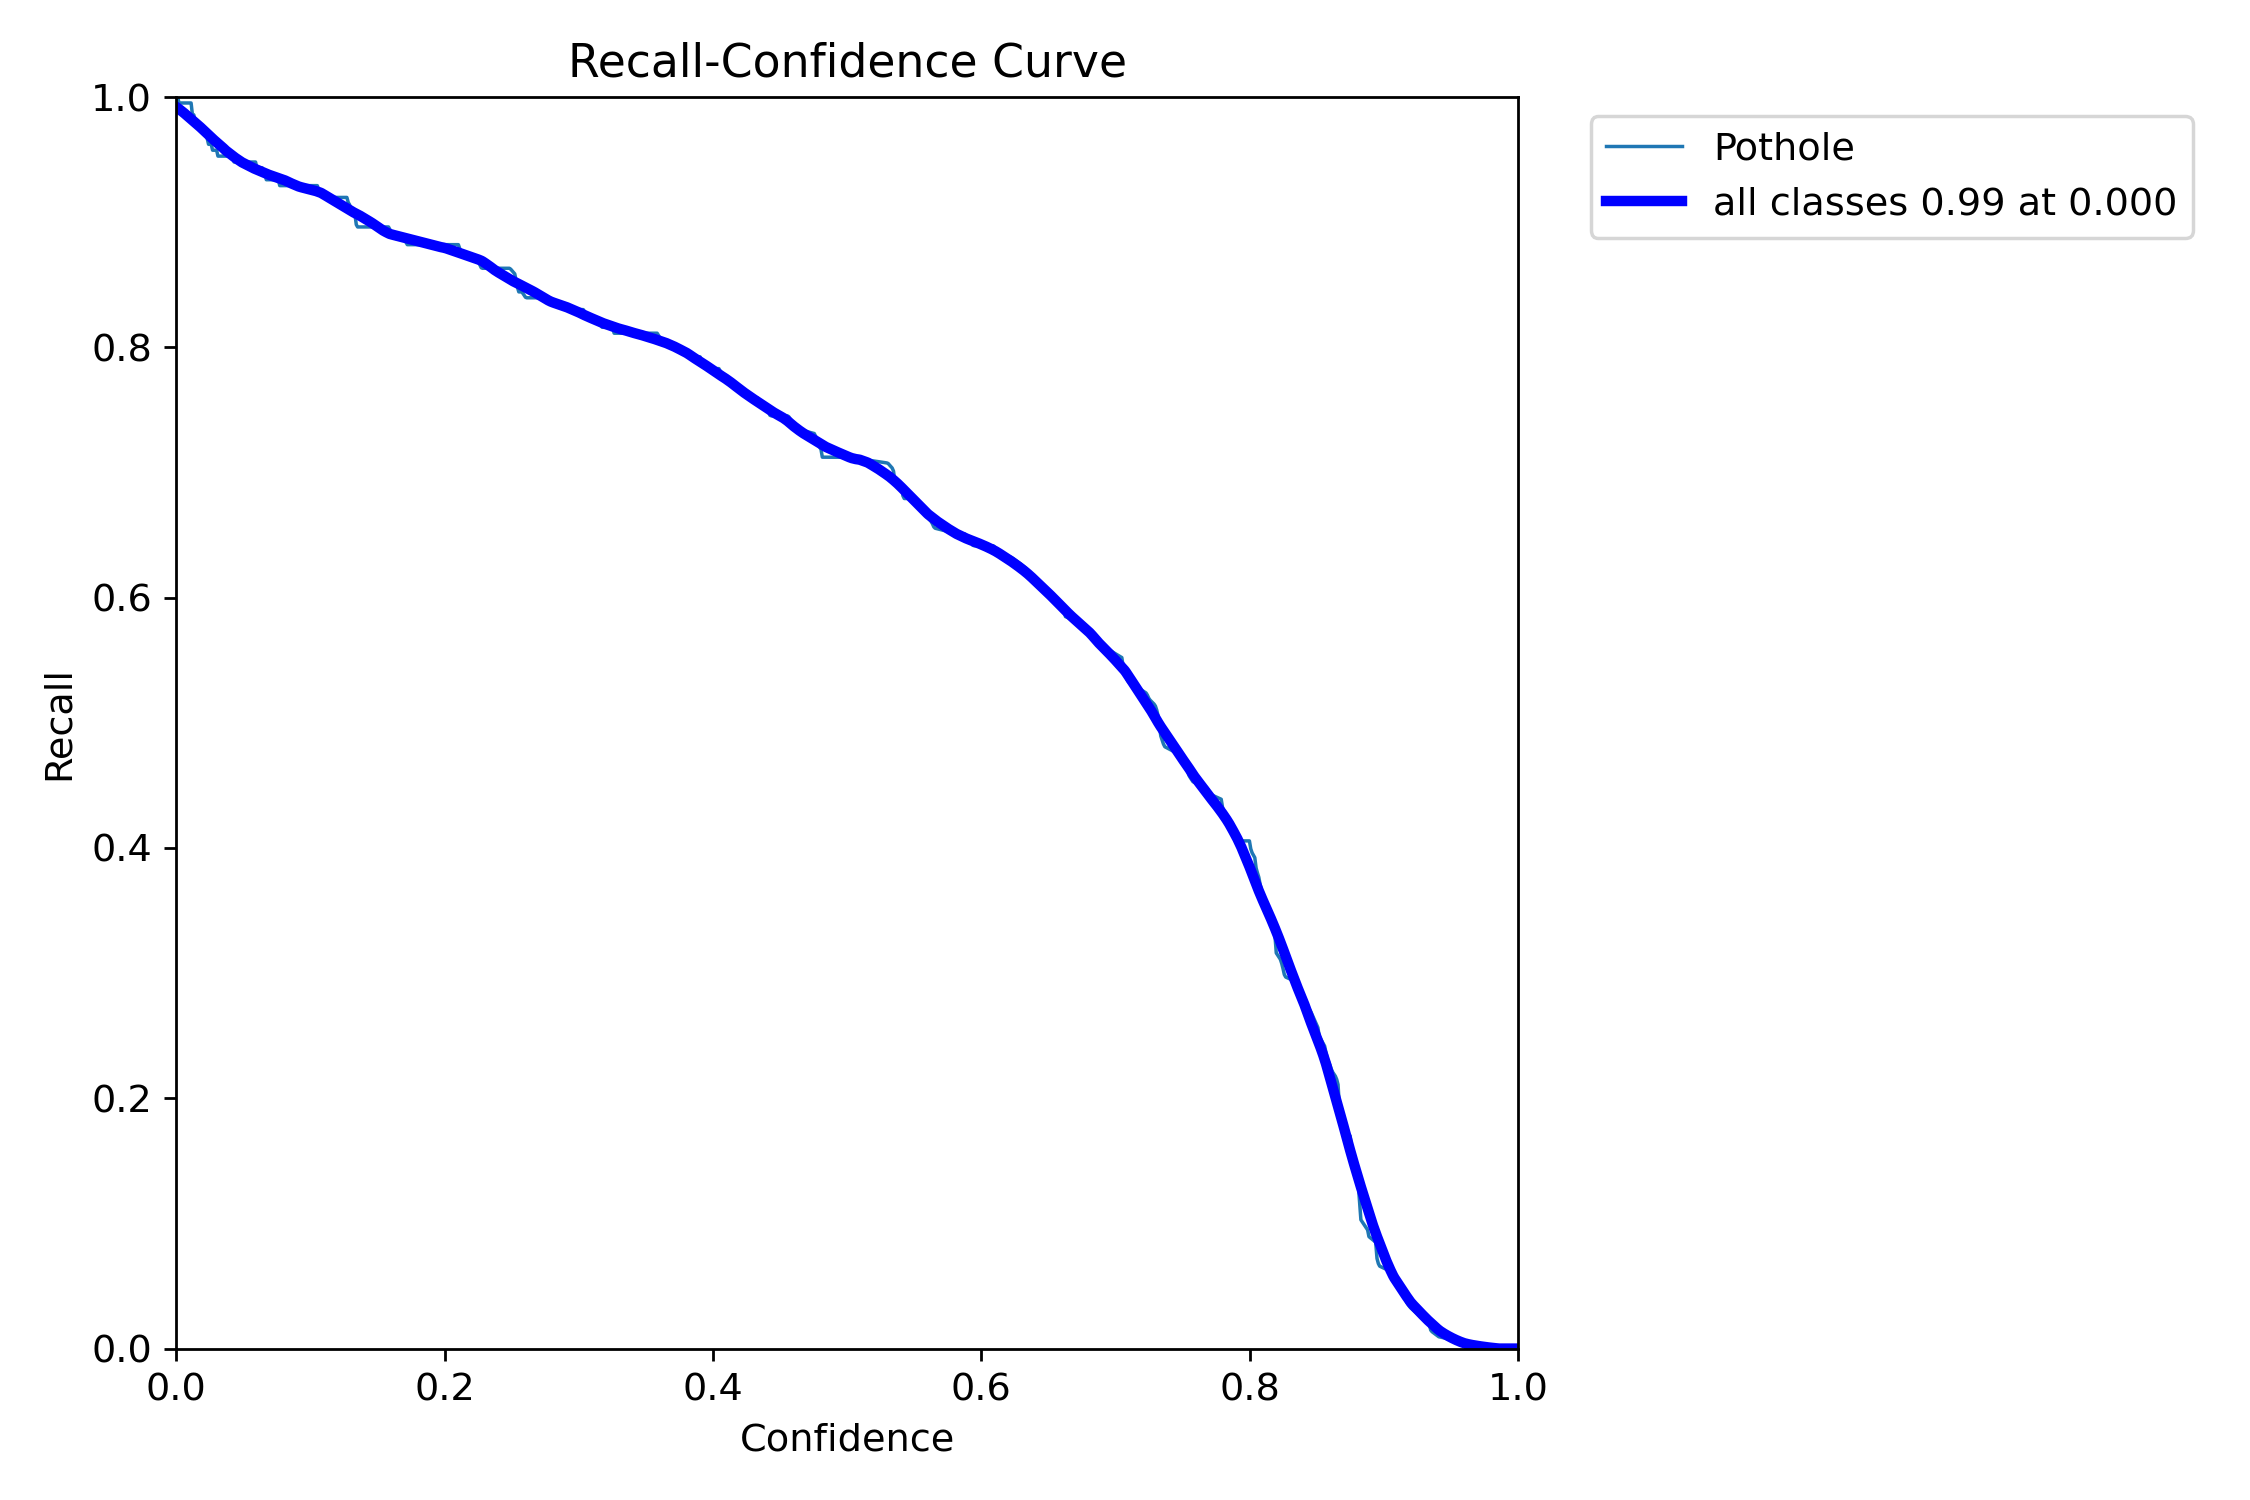 Recall-Confidence Curve
Pothole
all classes 0.99 at 0.000
1.0
0.8
0.6
0.4
0.2
0.0
Recall
0.0 0.2 0.4 0.6 0.8 1.0
Confidence